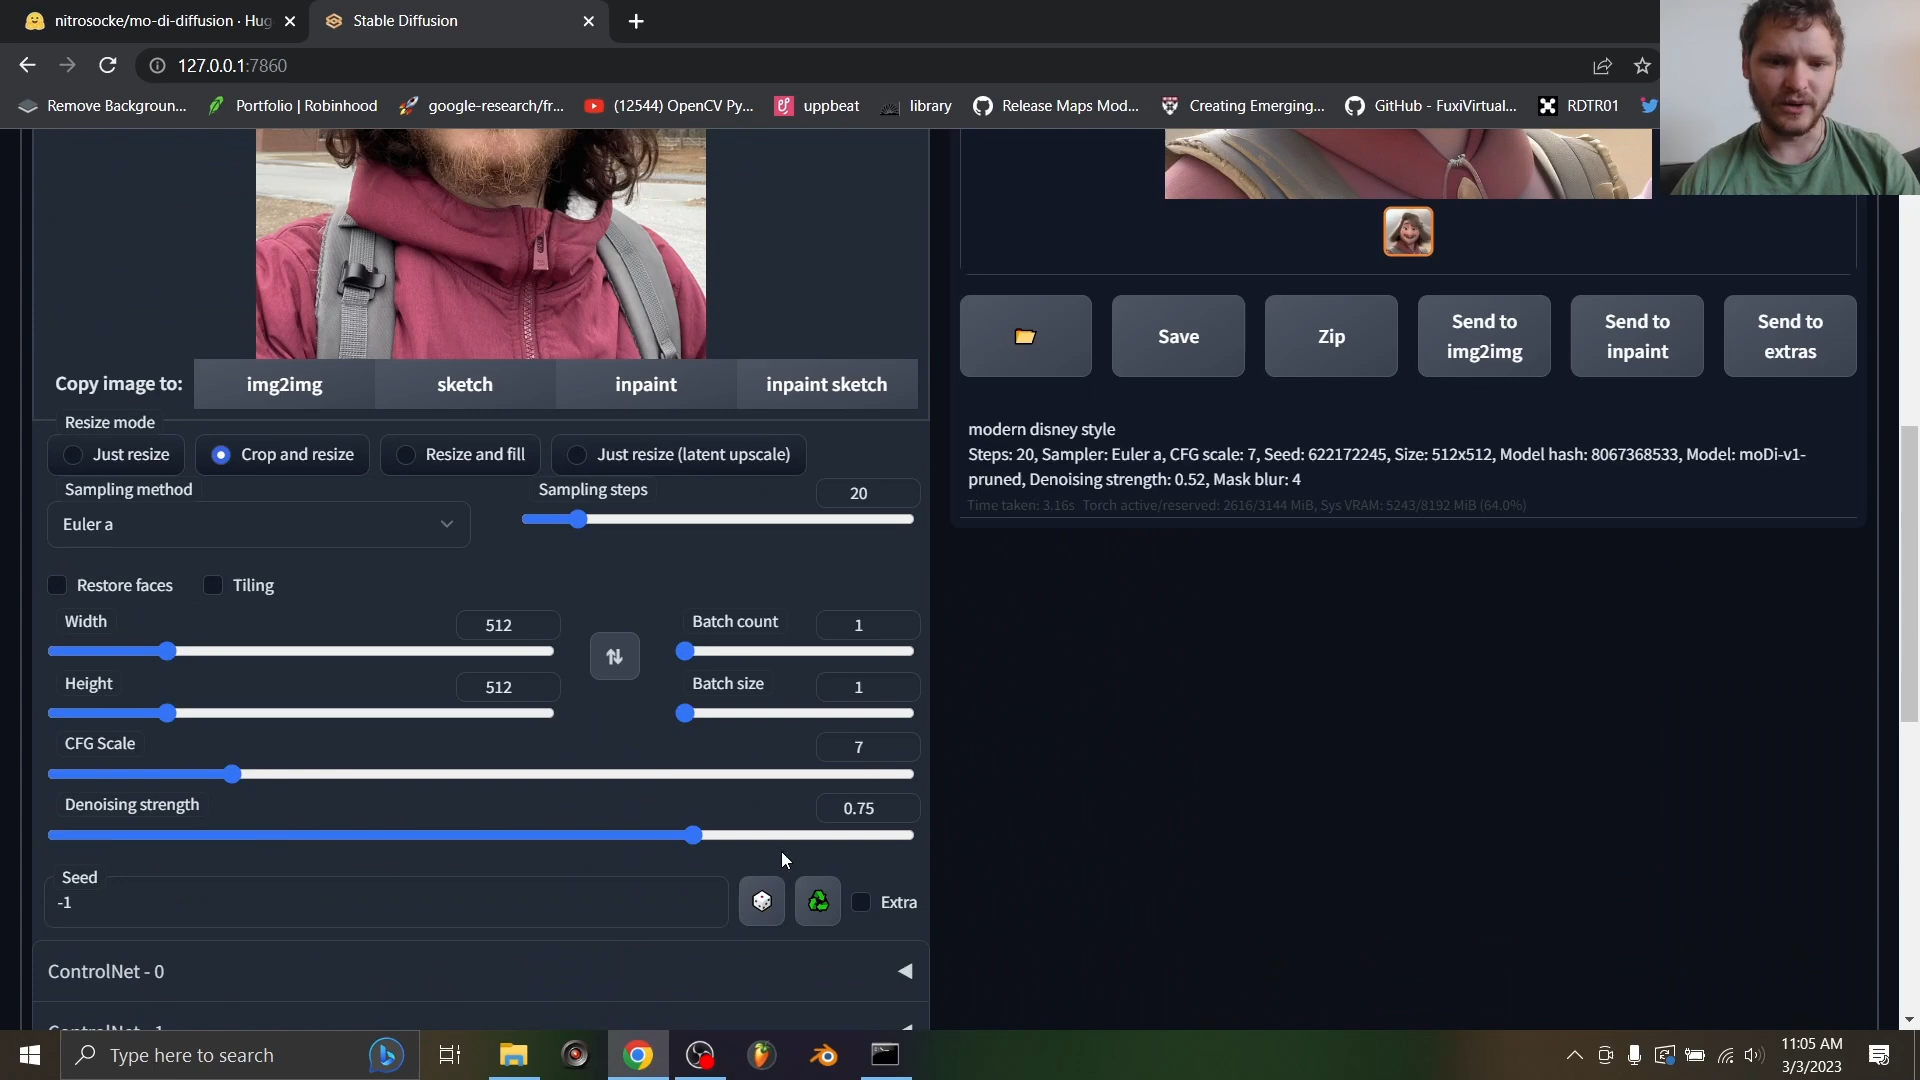 nitrosocke/mo-di-diffusion · Hug
Stable Diffusion
127.0.0.1:7860
Remove Backgroun...
Portfolio | Robinhood
google-research/fr...
(12544) OpenCV Py...
uppbeat
library
Release Maps Mod...
Creating Emerging...
GitHub - FuxiVirtual...
RDTR01
Copy image to:
img2img
sketch
inpaint
inpaint sketch
Resize mode
Just resize
Crop and resize
Resize and fill
Just resize (latent upscale)
Sampling method
Euler a
Sampling steps
20
Restore faces
Tiling
Width
512
Height
512
Batch count
1
Batch size
1
CFG Scale
7
Denoising strength
0.75
Seed
-1
Extra
ControlNet - 0
ControlNet - 1
Save
Zip
Send to
img2img
Send to
inpaint
Send to
extras
modern disney style
Steps: 20, Sampler: Euler a, CFG scale: 7, Seed: 622172245, Size: 512x512, Model hash: 8067368533, Model: moDi-v1-
pruned, Denoising strength: 0.52, Mask blur: 4
Time taken: 3.16s Torch active/reserved: 2616/3144 MiB, Sys VRAM: 5243/8192 MiB (64.0%)
Type here to search
11:05 AM
3/3/2023